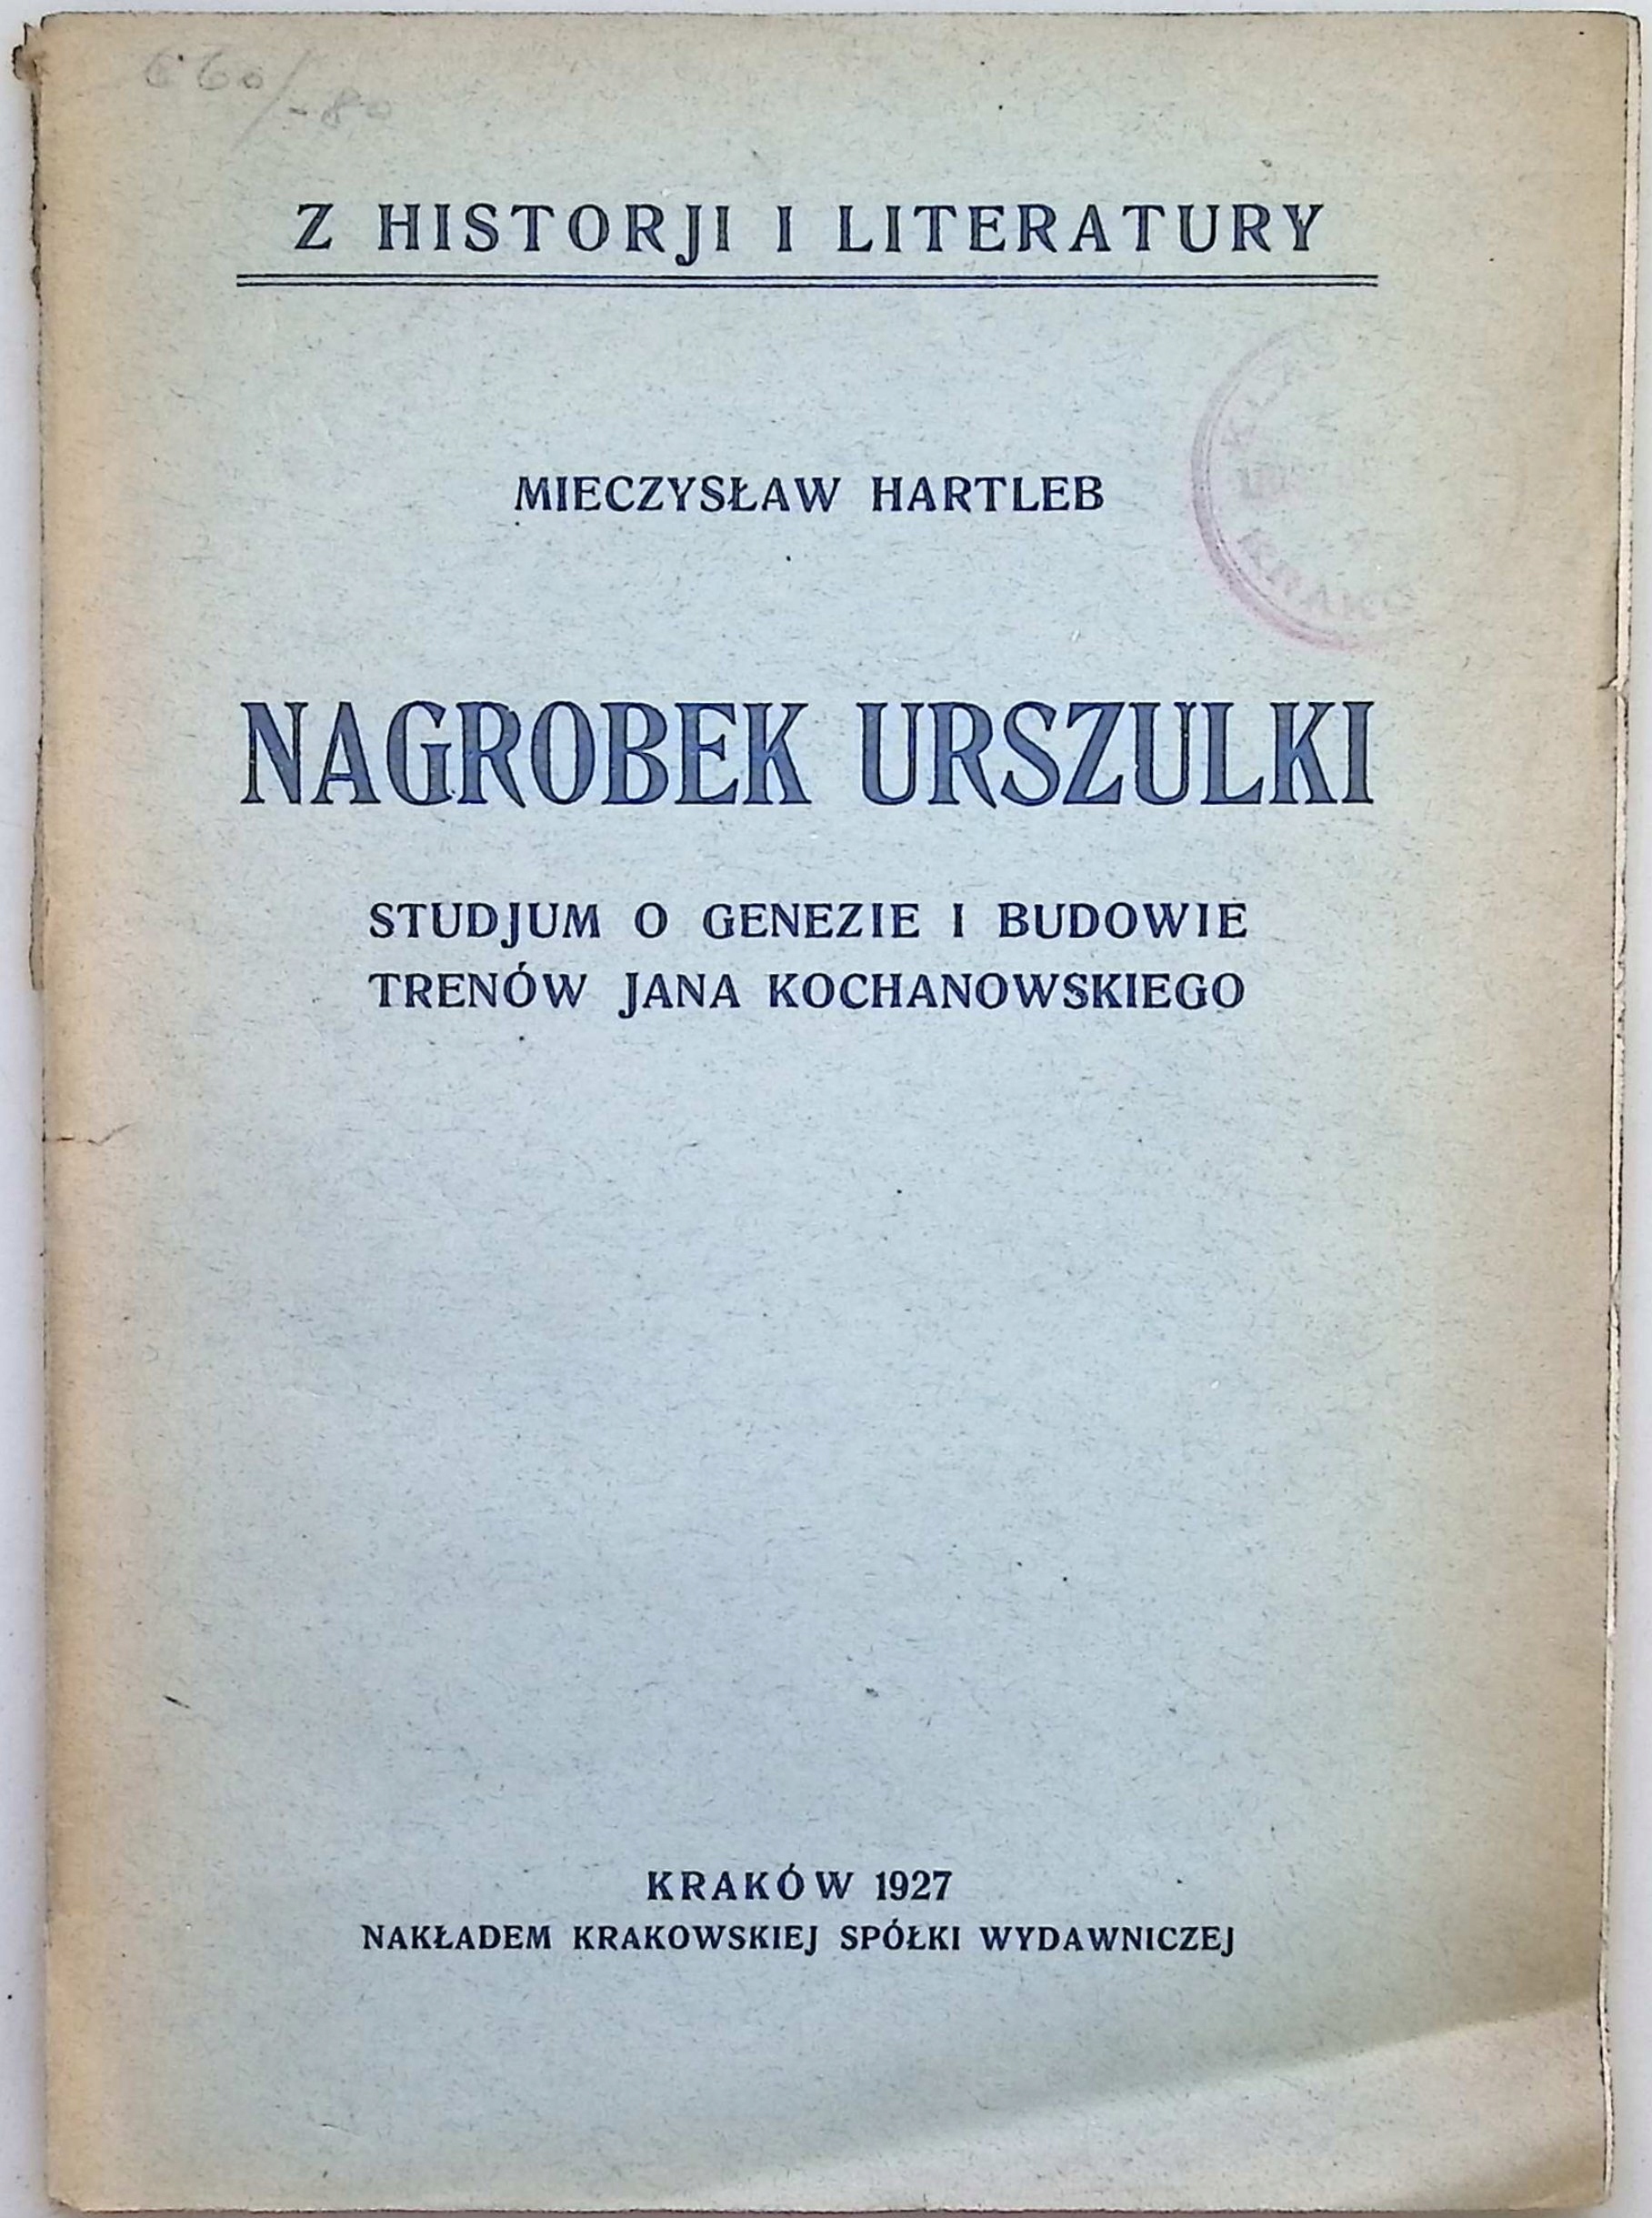 Z HISTORJI I LITERATURY
MIECZYSŁAW HARTLEB
NAGROBEK URSZULKI
STUDJUM O GENEZIE I BUDOWIE
TRENÓW JANA KOCHANOWSKIEGO
KRAKÓW 1927
NAKŁADEM KRAKOWSKIEJ SPÓŁKI WYDAWNICZEJ